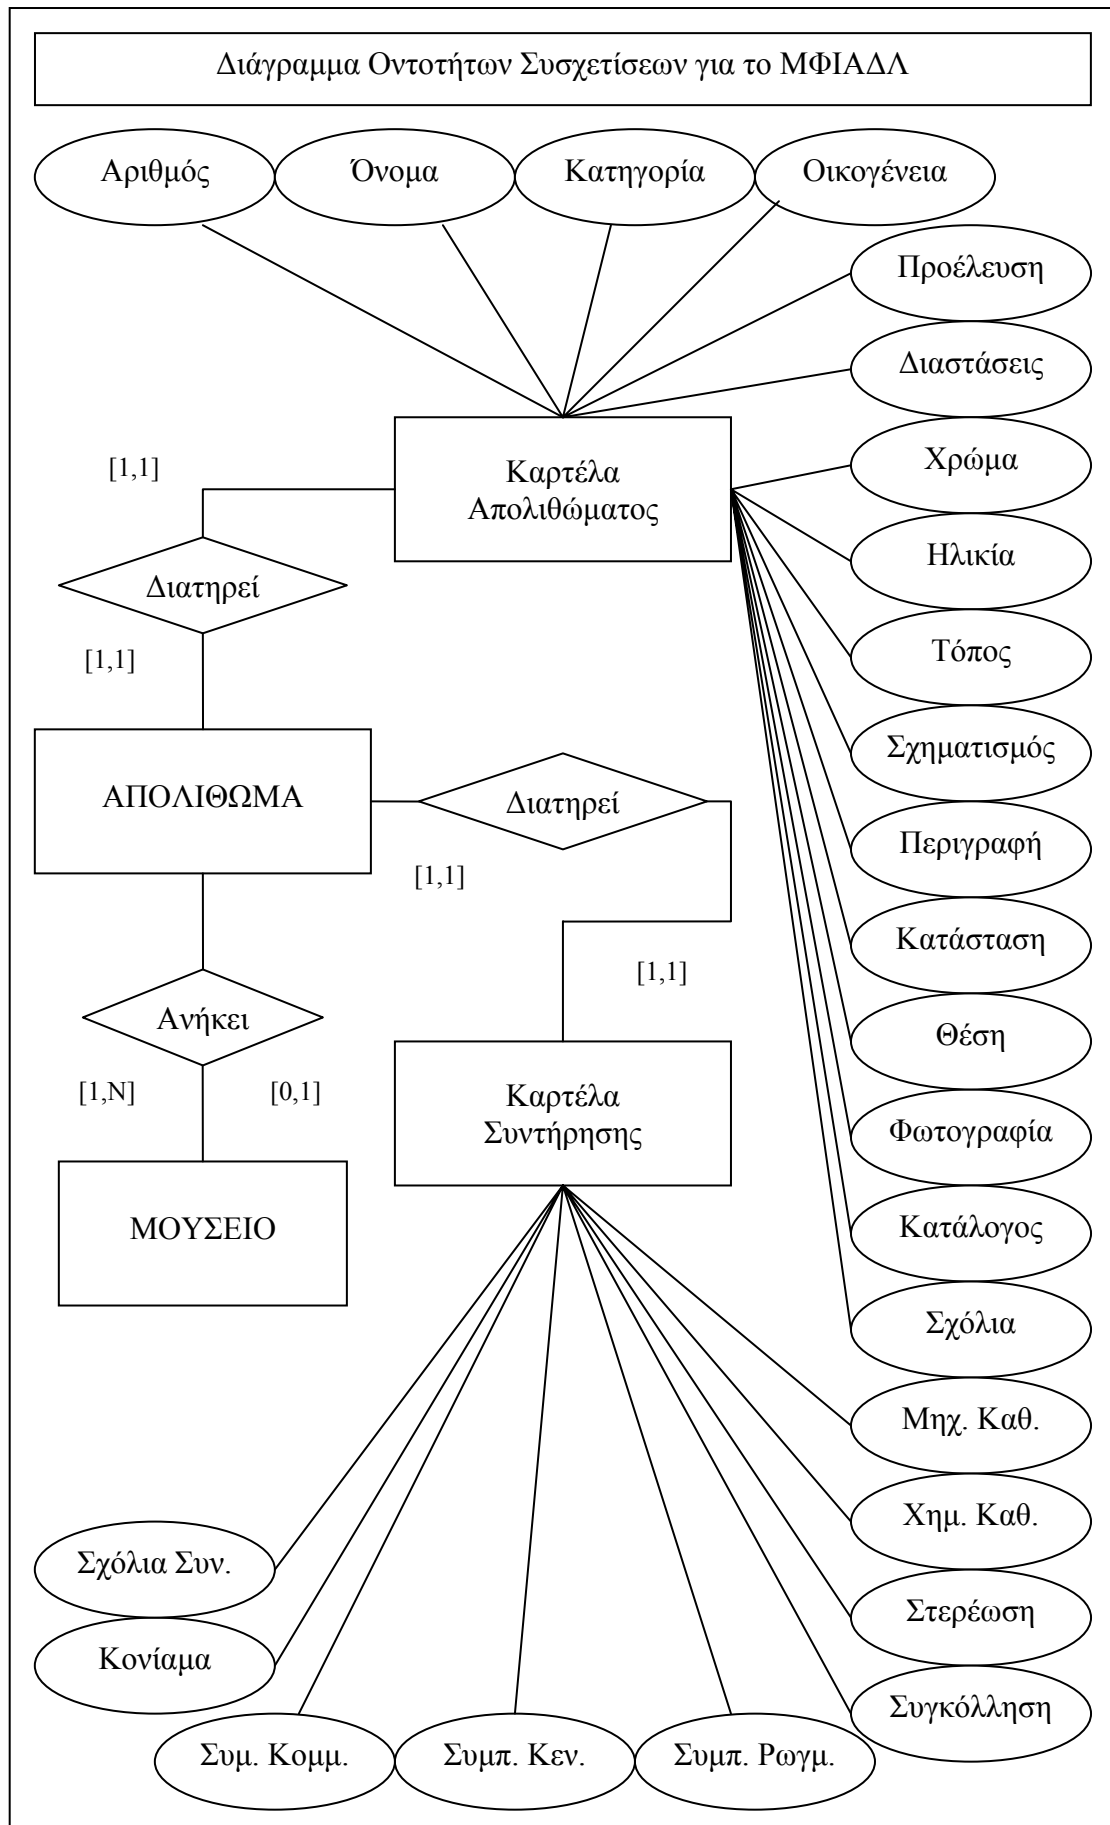 Διάγραμμα Οντοτήτων Συσχετίσεων για το ΜΦΙΑΔΛ
Αριθμός
Όνομα
Κατηγορία
Οικογένεια
Προέλευση
Διαστάσεις
Χρώμα
Ηλικία
Τόπος
Σχηματισμός
Περιγραφή
Κατάσταση
Θέση
Φωτογραφία
Κατάλογος
Σχόλια
Καρτέλα
Απολιθώματος
[1,1]
Διατηρεί
[1,1]
ΑΠΟΛΙΘΩΜΑ
Διατηρεί
[1,1]
[1,1]
Ανήκει
[1,N]
[0,1]
ΜΟΥΣΕΙΟ
Καρτέλα
Συντήρησης
Μηχ. Καθ.
Χημ. Καθ.
Στερέωση
Συγκόλληση
Σχόλια Συν.
Κονίαμα
Συμ. Κομμ.
Συμπ. Κεν.
Συμπ. Ρωγμ.